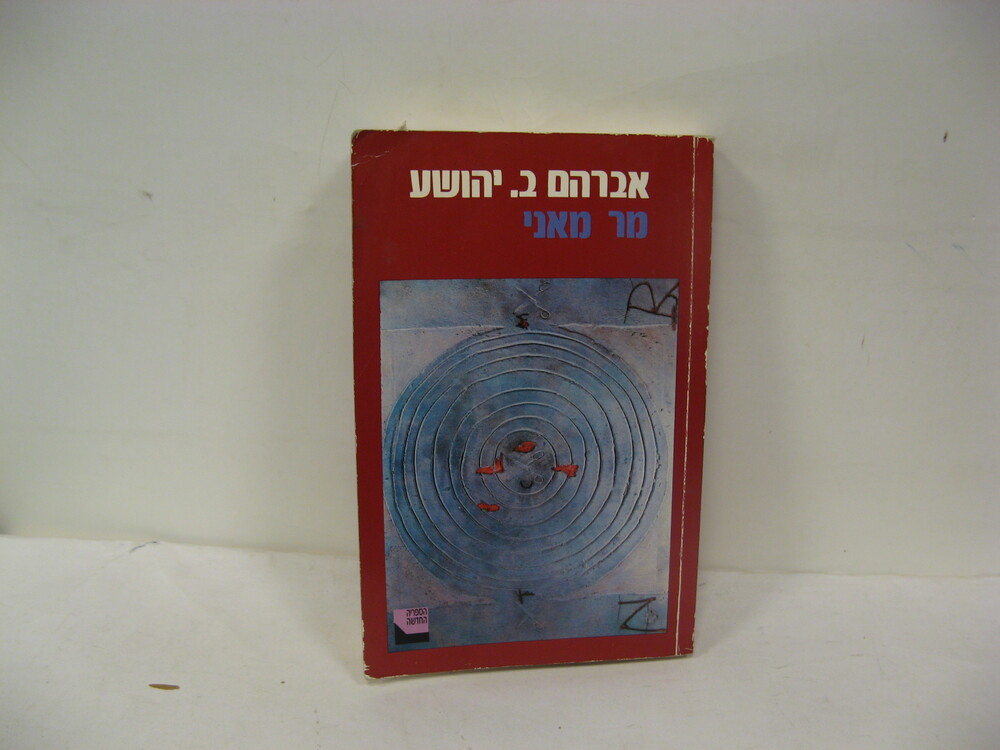 אברהם ב. יהושע
מר מאני
הספריה
החדשה